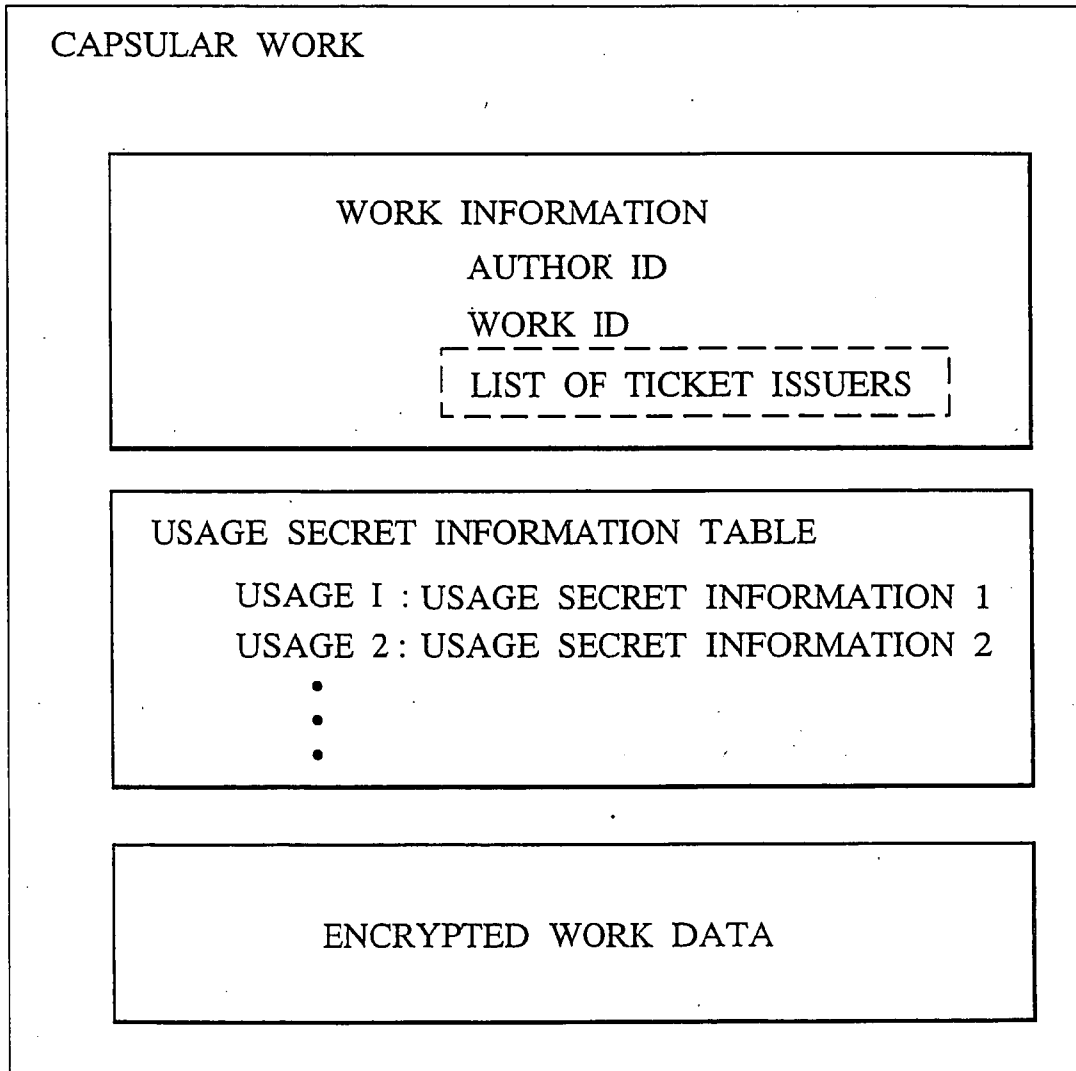 CAPSULAR WORK
WORK INFORMATION
AUTHOR ID
WORK ID
LIST OF TICKET ISSUERS
USAGE SECRET INFORMATION TABLE
USAGE I : USAGE SECRET INFORMATION 1
USAGE 2 : USAGE SECRET INFORMATION 2
ENCRYPTED WORK DATA